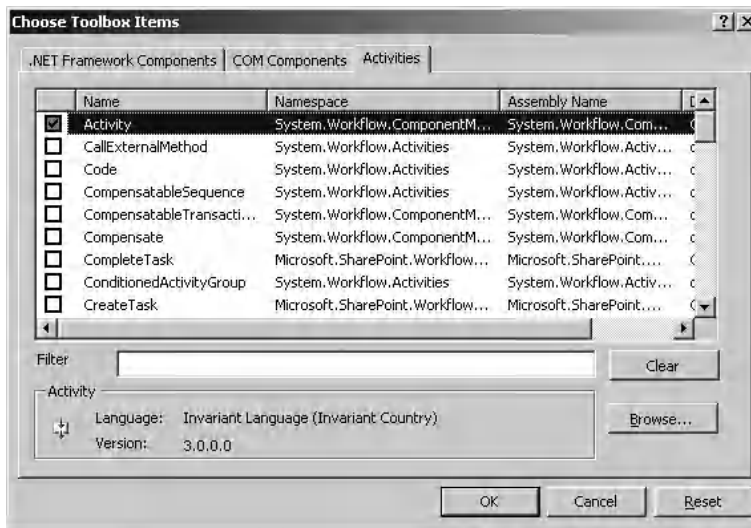 Choose Toolbox Items
.NET Framework Components COM Components Activities
Name Namespace Assembly Name
Activity System.Workflow.ComponentM... System.Workflow.Com...
CallExternalMethod System.Workflow.Activities System.Workflow.Activ...
Code System.Workflow.Activities System.Workflow.Activ...
CompensatableSequence System.Workflow.Activities System.Workflow.Activ...
CompensatableTransacti... System.Workflow.ComponentM... System.Workflow.Com...
Compensate System.Workflow.ComponentM... System.Workflow.Com...
CompleteTask Microsoft.SharePoint.Workflow... Microsoft.SharePoint....
ConditionedActivityGroup System.Workflow.Activities System.Workflow.Activ...
CreateTask Microsoft.SharePoint.Workflow... Microsoft.SharePoint....
Filter Clear
Activity
Language: Invariant Language (Invariant Country) Browse...
Version: 3.0.0.0
OK Cancel Reset